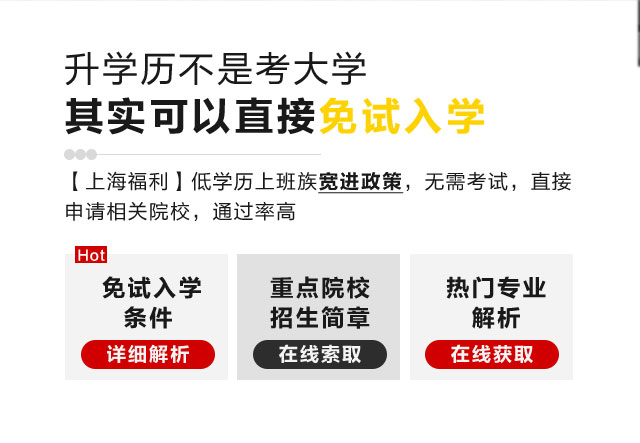 升学历不是考大学
其实可以直接免试入学
【上海福利】低学历上班族宽进政策，无需考试，直接
申请相关院校，通过率高
Hot
免试入学
条件
详细解析
重点院校
招生简章
在线索取
热门专业
解析
在线获取